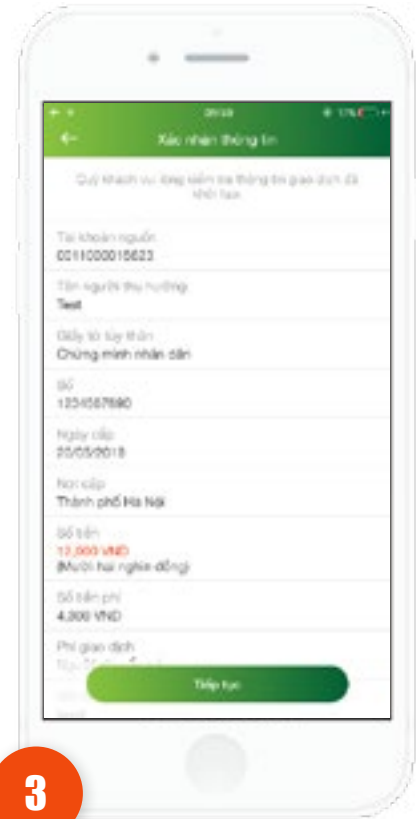 Xác nhận thông tin
Quý khách vui lòng kiểm tra thông tin giao dịch đã
khởi tạo
Tài khoản nguồn
0011000015623
Tên người thụ hưởng
Test
Giấy tờ tùy thân
Chứng minh nhân dân
Số
1234567890
Ngày cấp
Nơi cấp
Thành phố Hà Nội
Số tiền
12,000 VND
(Mười hai nghìn đồng)
Số tiền phí
4,000 VND
Phí giao dịch
Tiếp tục
3